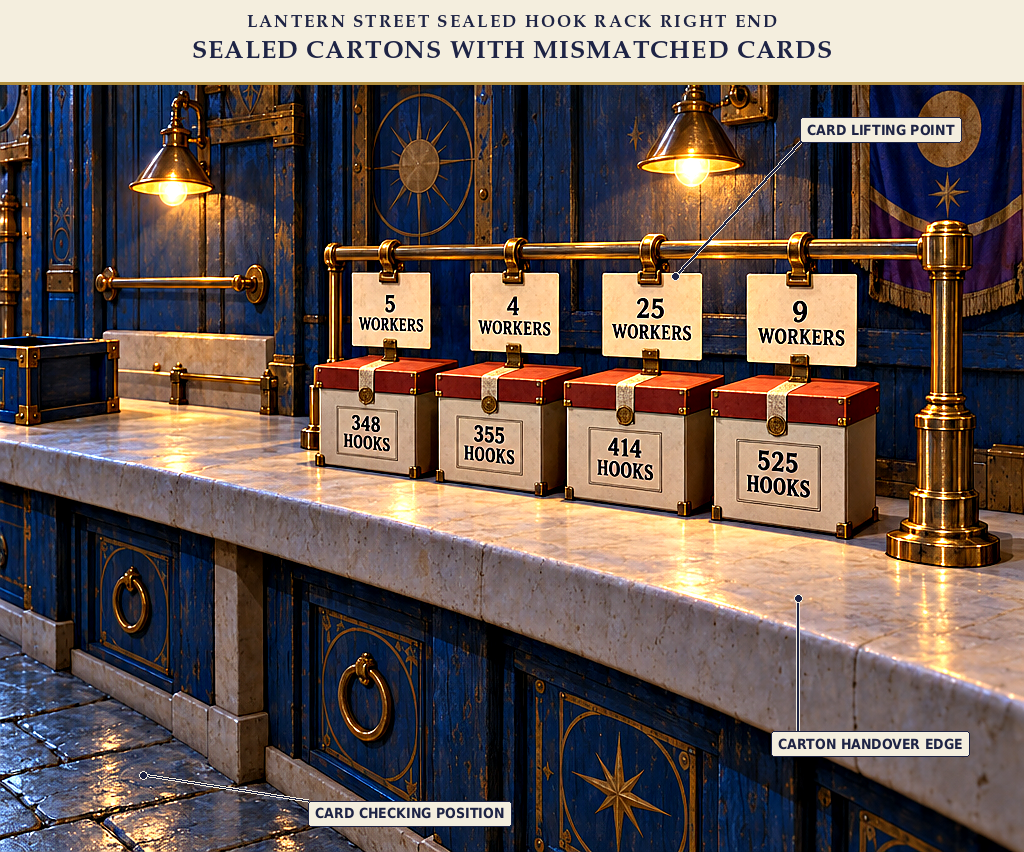 LANTERN STREET SEALED HOOK RACK RIGHT END
SEALED CARTONS WITH MISMATCHED CARDS
CARD LIFTING POINT
5
WORKERS
4
WORKERS
25
WORKERS
9
WORKERS
348
HOOKS
355
HOOKS
414
HOOKS
525
HOOKS
CARTON HANDOVER EDGE
CARD CHECKING POSITION